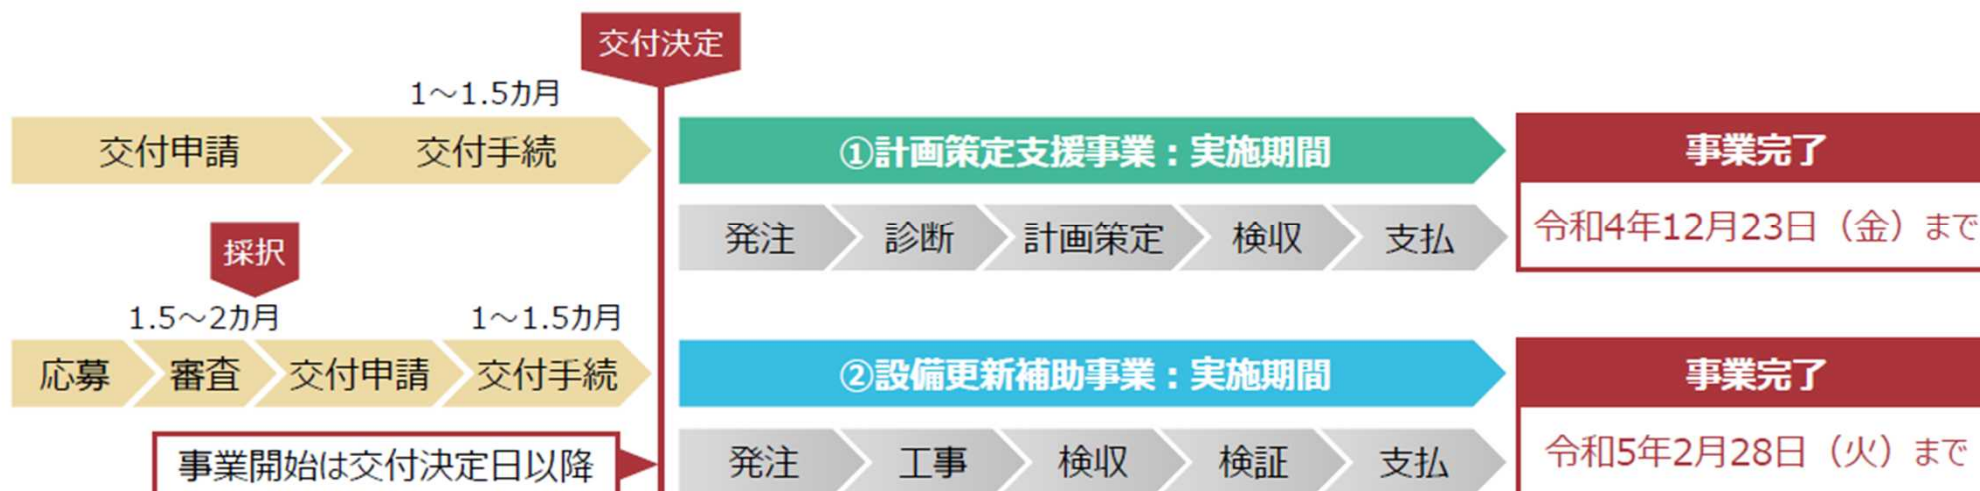 交付決定
1～1.5カ月
交付申請
交付手続
①計画策定支援事業：実施期間
事業完了
発注
診断
計画策定
検収
支払
令和4年12月23日（金）まで
採択
1.5～2カ月
1～1.5カ月
応募
審査
交付申請
交付手続
②設備更新補助事業：実施期間
事業完了
事業開始は交付決定日以降
発注
工事
検収
検証
支払
令和5年2月28日（火）まで